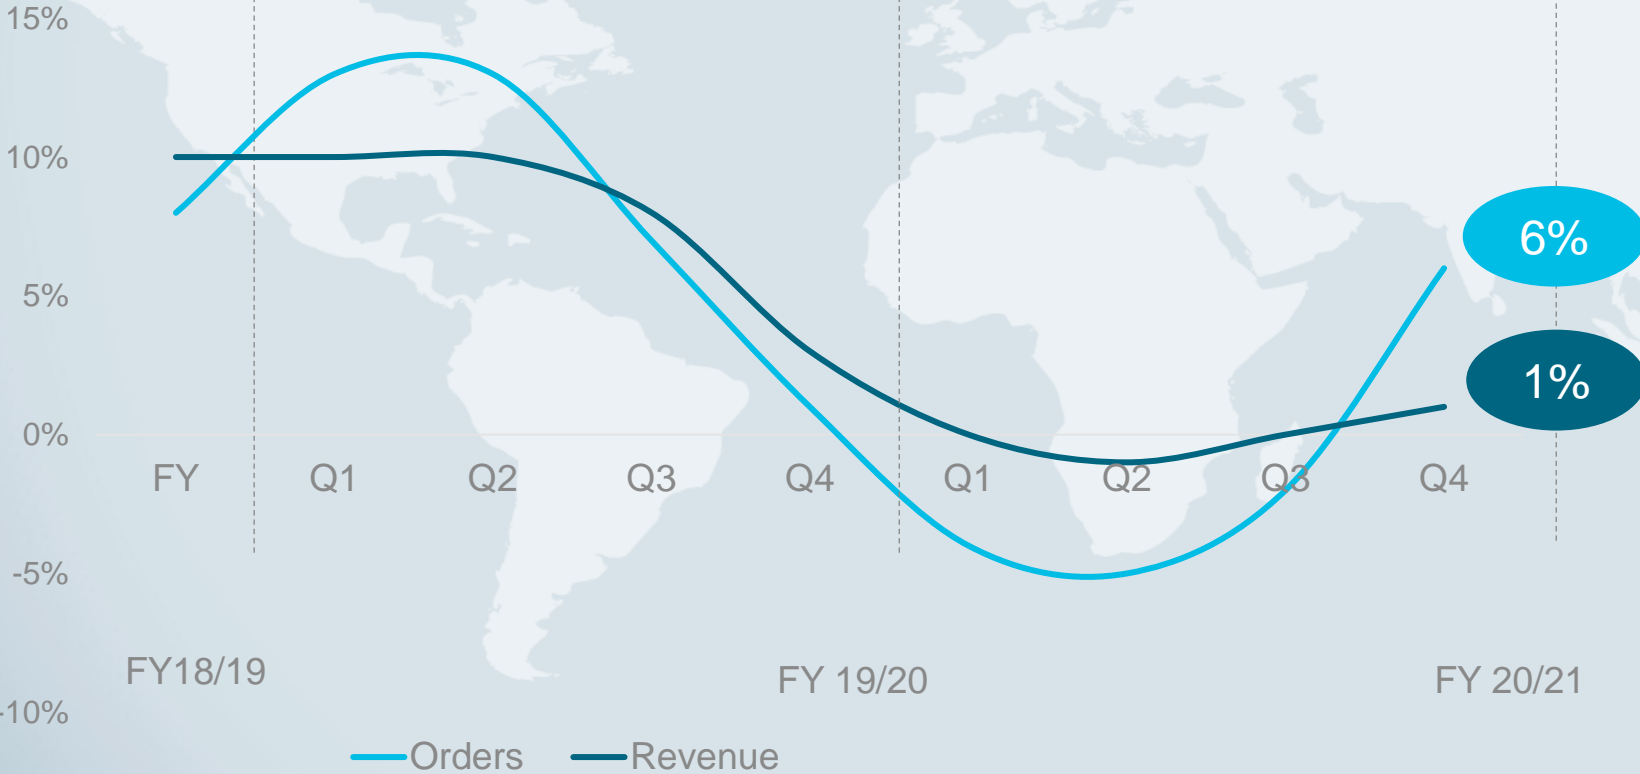 15%
10%
5%
0%
-5%
-10%
FY Q1 Q2 Q3 Q4 Q1 Q2 Q3 Q4
6%
1%
FY18/19 FY 19/20 FY 20/21
Orders Revenue